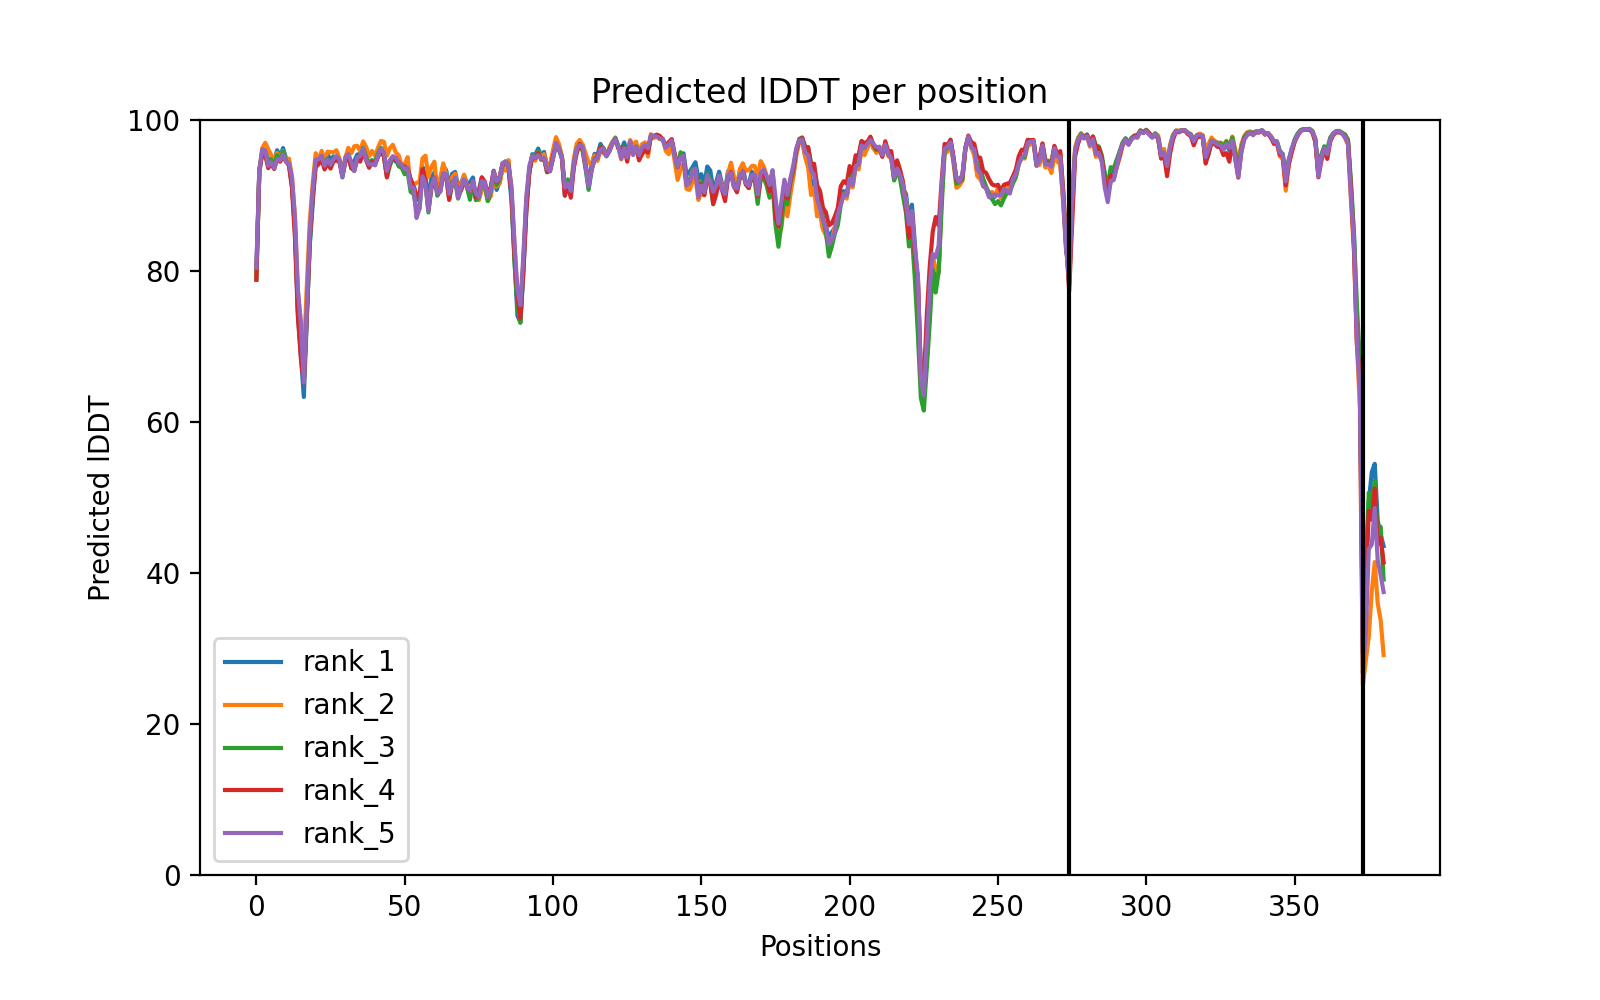 Predicted lDDT per position
100
80
60
40
20
0
Predicted lDDT
rank_1
rank_2
rank_3
rank_4
rank_5
0 50 100 150 200 250 300 350
Positions